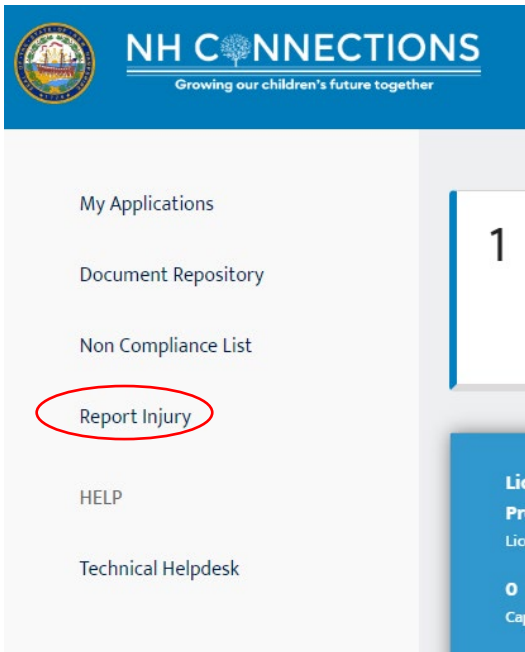 NH CONNECTIONS
Growing our children's future together
My Applications
Document Repository
Non Compliance List
Report Injury
HELP
Technical Helpdesk
1
0